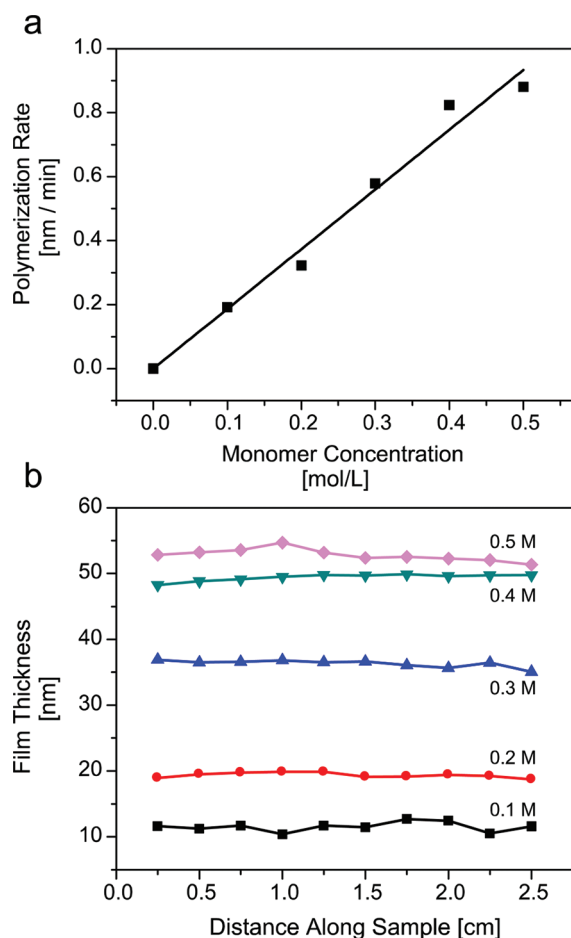 a
1.0
0.8
0.6
0.4
0.2
0.0
Polymerization Rate
[nm / min]
0.0 0.1 0.2 0.3 0.4 0.5
Monomer Concentration
[mol/L]
b
60
50
40
30
20
10
Film Thickness
[nm]
0.5 M
0.4 M
0.3 M
0.2 M
0.1 M
0.0 0.5 1.0 1.5 2.0 2.5
Distance Along Sample [cm]